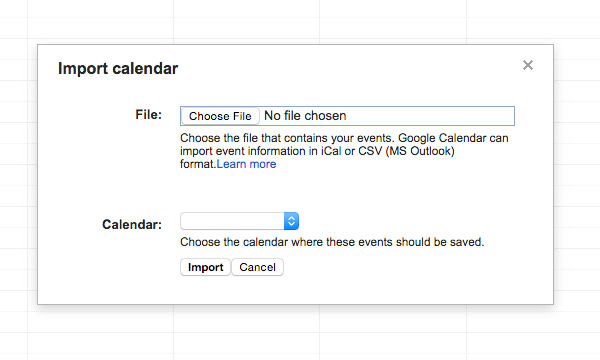 Import calendar
File: Choose File No file chosen
Choose the file that contains your events. Google Calendar can
import event information in iCal or CSV (MS Outlook)
format.Learn more
Calendar:
Choose the calendar where these events should be saved.
Import Cancel